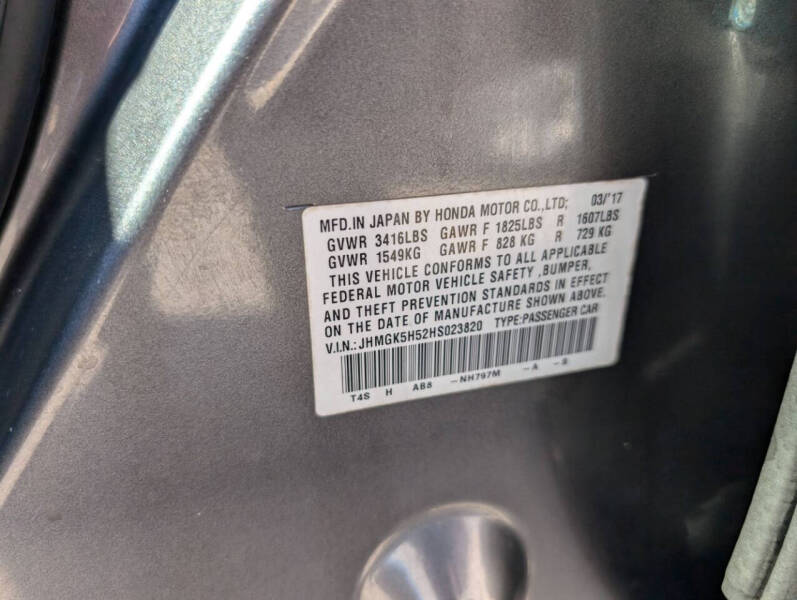 MFD.IN JAPAN BY HONDA MOTOR CO.,LTD; 03/'17
GVWR 3416LBS GAWR F 1825LBS R 1607LBS
GVWR 1549KG GAWR F 828 KG R 729 KG
THIS VEHICLE CONFORMS TO ALL APPLICABLE
FEDERAL MOTOR VEHICLE SAFETY ,BUMPER,
AND THEFT PREVENTION STANDARDS IN EFFECT
ON THE DATE OF MANUFACTURE SHOWN ABOVE.
V.I.N.:JHMGK5H52HS023820 TYPE:PASSENGER CAR
T4S H AB8 -NH797M -A -S